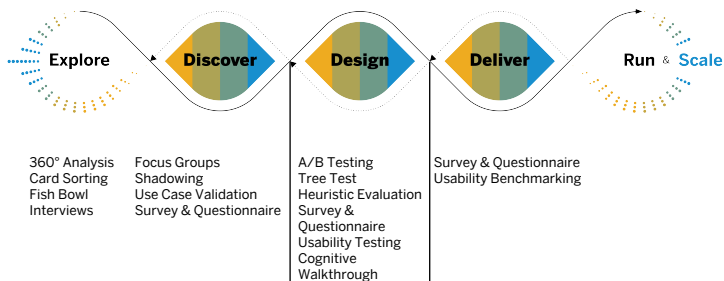 Explore
Discover
Design
Deliver
Run & Scale
360° Analysis
Card Sorting
Fish Bowl
Interviews
Focus Groups
Shadowing
Use Case Validation
Survey & Questionnaire
A/B Testing
Tree Test
Heuristic Evaluation
Survey &
Questionnaire
Usability Testing
Cognitive
Walkthrough
Survey & Questionnaire
Usability Benchmarking